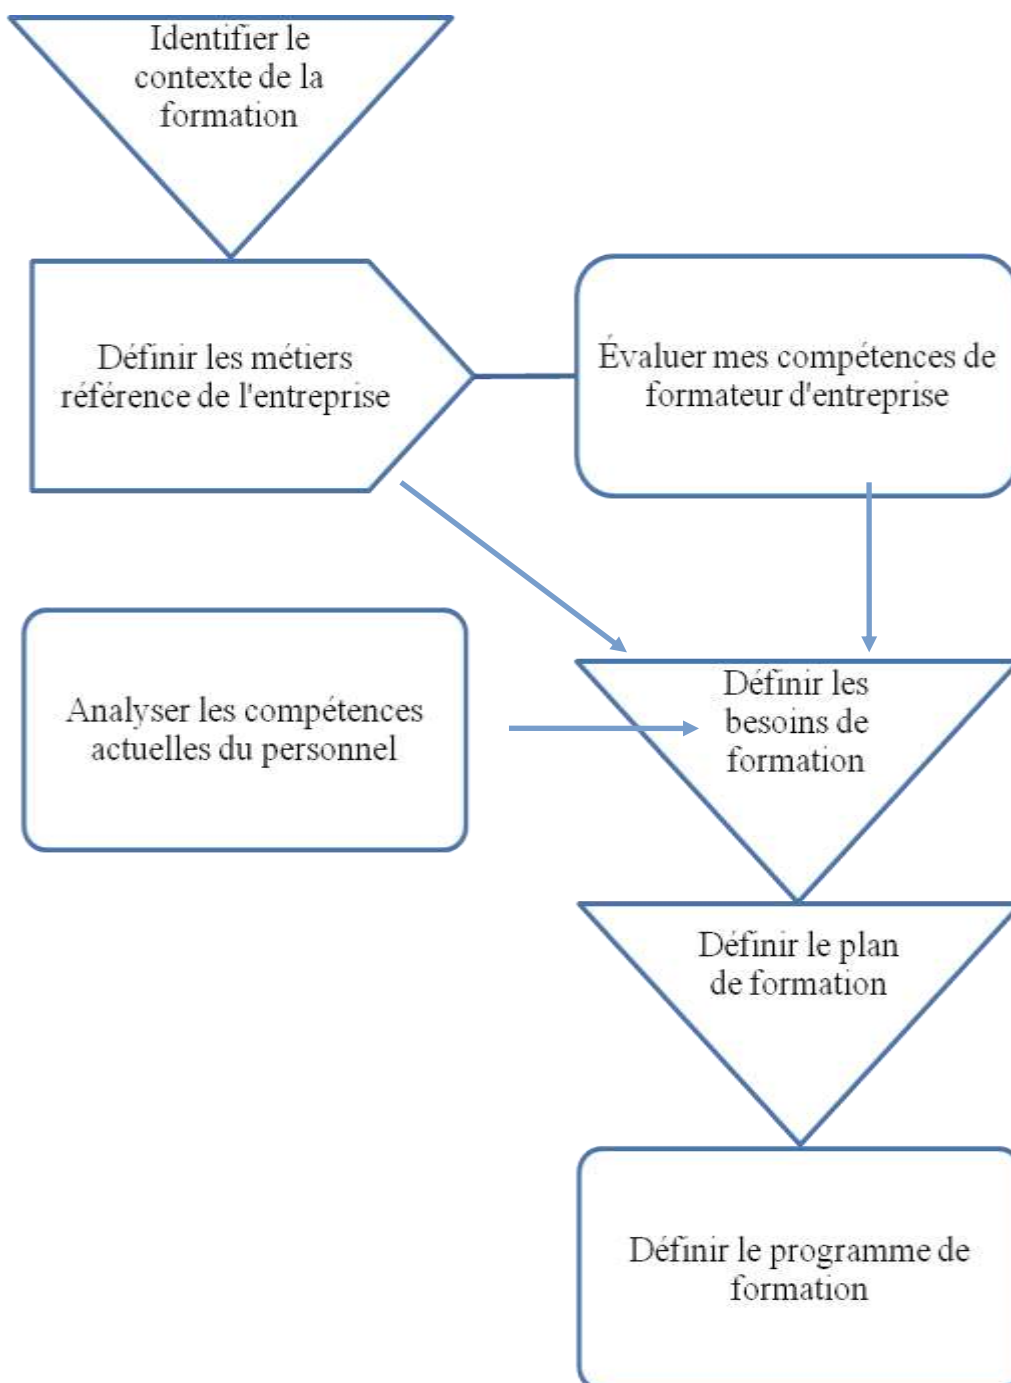 Identifier le
contexte de la
formation
Définir les métiers
référence de l'entreprise
Évaluer mes compétences de
formateur d'entreprise
Analyser les compétences
actuelles du personnel
Définir les
besoins de
formation
Définir le plan
de formation
Définir le programme de
formation